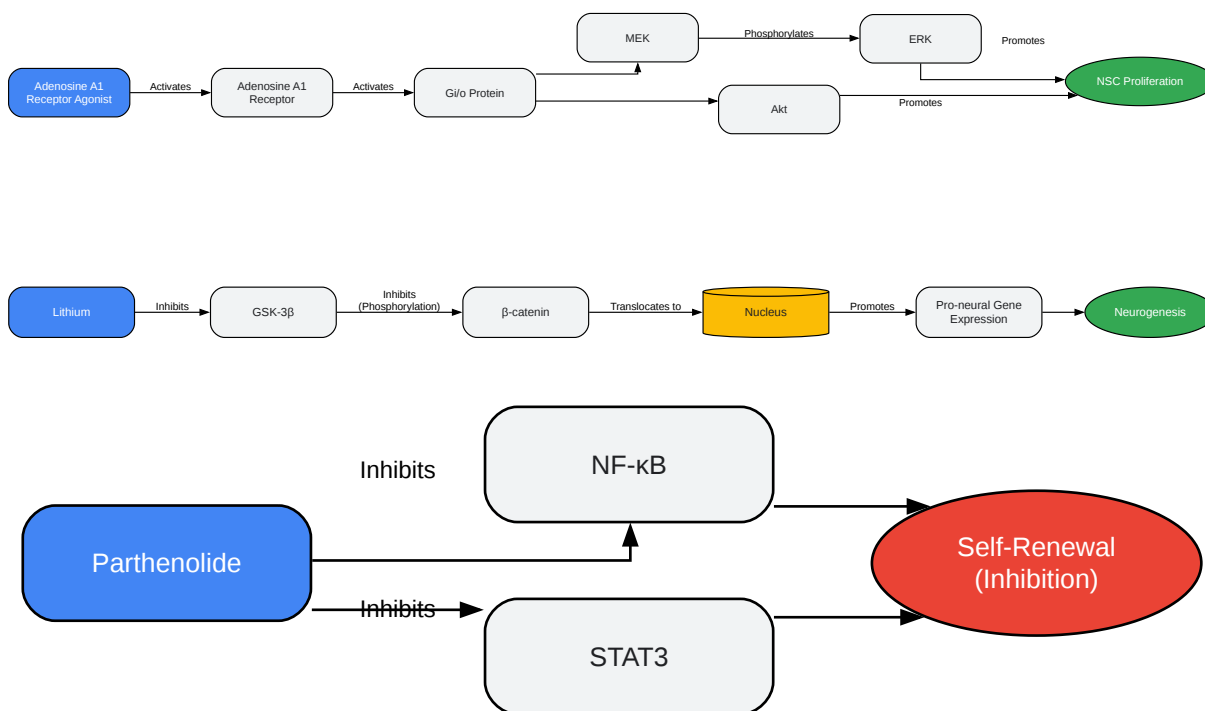 MEK
Phosphorylates
ERK
Promotes
Adenosine A1
Receptor Agonist
Activates
Adenosine A1
Receptor
Activates
Gi/o Protein
Akt
Promotes
NSC Proliferation
Lithium
Inhibits
GSK-3β
Inhibits
(Phosphorylation)
β-catenin
Translocates to
Nucleus
Promotes
Pro-neural Gene
Expression
Neurogenesis
Parthenolide
Inhibits
NF-κB
Inhibits
STAT3
Self-Renewal
(Inhibition)